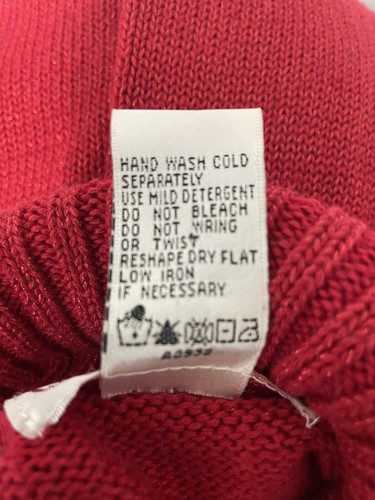 HAND WASH COLD
SEPARATELY
USE MILD DETERGENT
DO NOT BLEACH
DO NOT WRING
OR TWIST
RESHAPE DRY FLAT
LOW IRON
IF NECESSARY